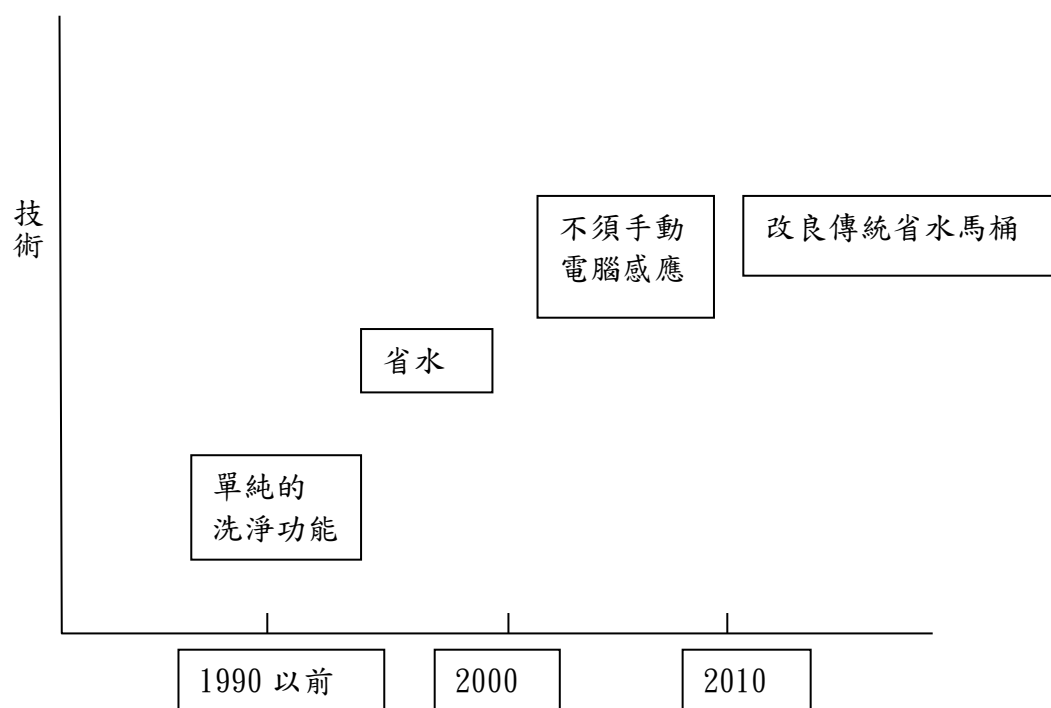 技
術
不須手動
電腦感應
改良傳統省水馬桶
省水
單純的
洗淨功能
1990 以前
2000
2010